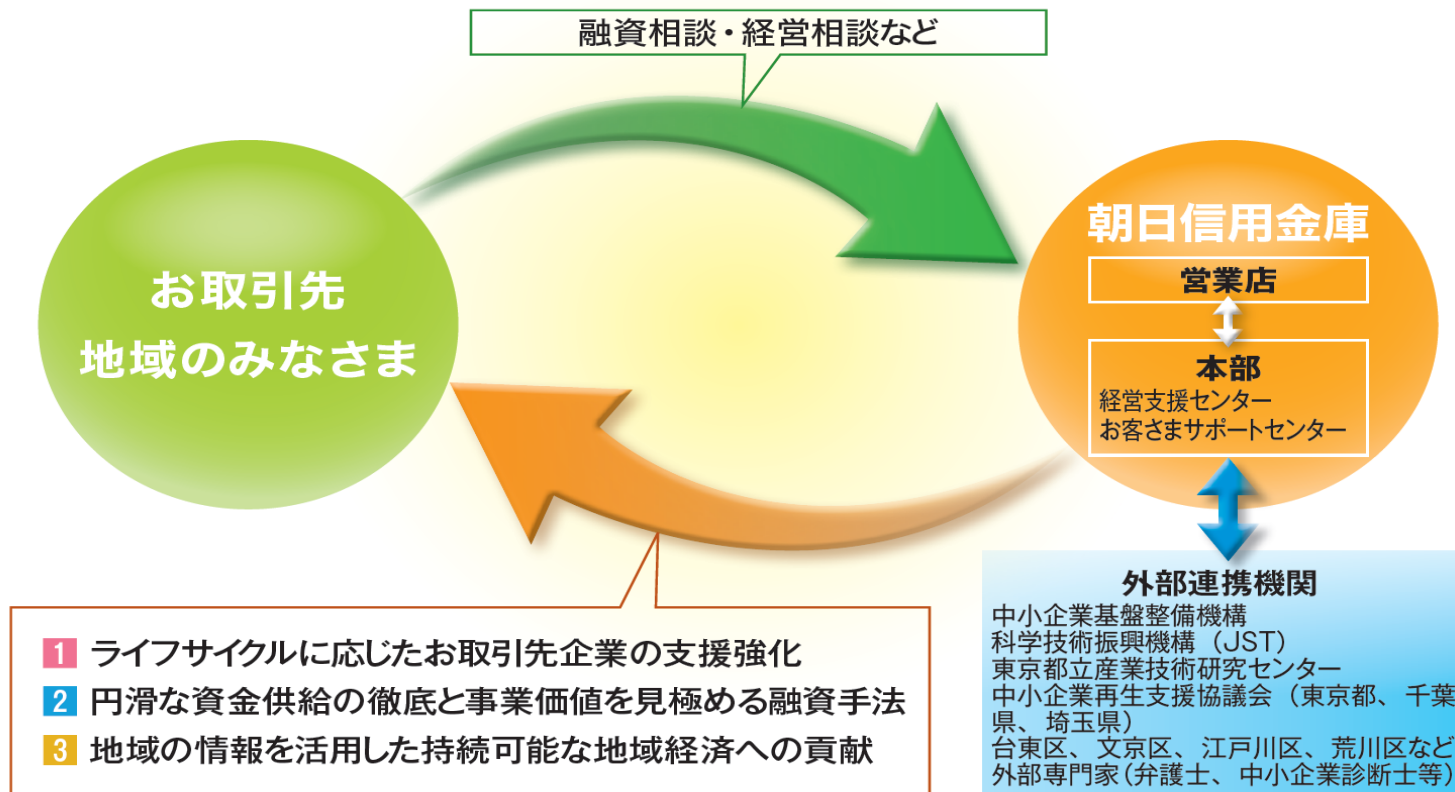 融資相談・経営相談など
お取引先
地域のみなさま
朝日信用金庫
営業店
本部
経営支援センター
お客さまサポートセンター
1 ライフサイクルに応じたお取引先企業の支援強化
2 円滑な資金供給の徹底と事業価値を見極める融資手法
3 地域の情報を活用した持続可能な地域経済への貢献
外部連携機関
中小企業基盤整備機構
科学技術振興機構（JST）
東京都立産業技術研究センター
中小企業再生支援協議会（東京都、千葉
県、埼玉県）
台東区、文京区、江戸川区、荒川区など
外部専門家（弁護士、中小企業診断士等）